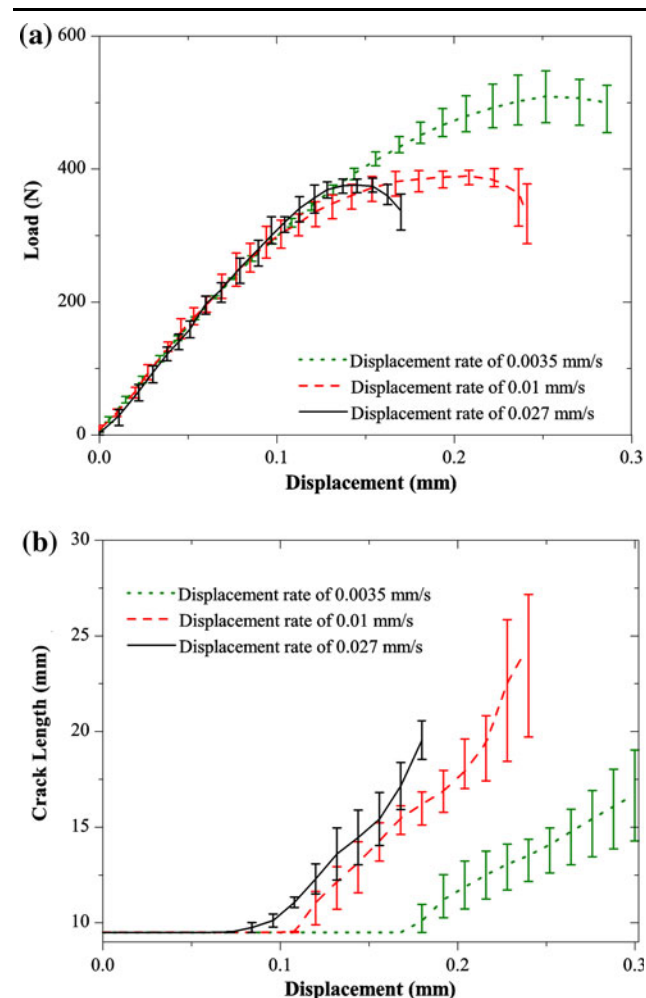 (a)
600
400
200
0
Load (N)
Displacement rate of 0.0035 mm/s
Displacement rate of 0.01 mm/s
Displacement rate of 0.027 mm/s
0.0 0.1 0.2 0.3
Displacement (mm)
(b)
30
25
20
15
10
Crack Length (mm)
Displacement rate of 0.0035 mm/s
Displacement rate of 0.01 mm/s
Displacement rate of 0.027 mm/s
0.0 0.1 0.2 0.3
Displacement (mm)